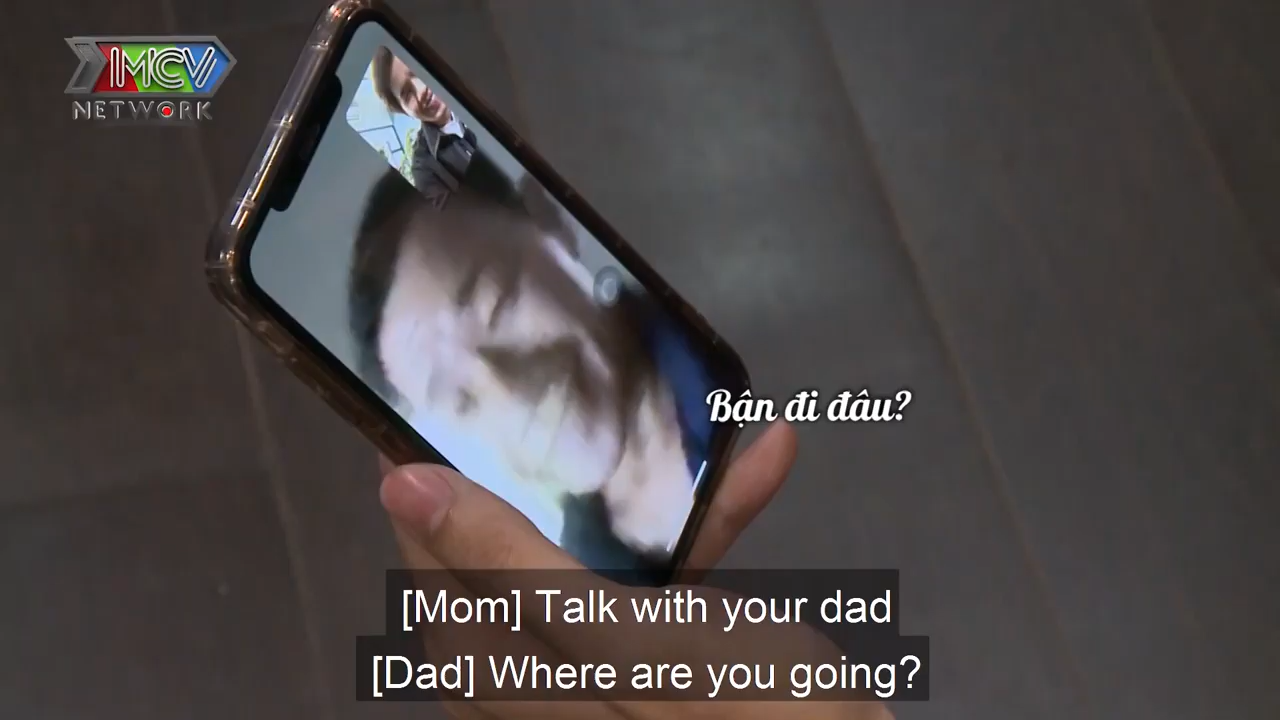 MCV
NETWORK
Bận đi đâu?
[Mom] Talk with your dad
[Dad] Where are you going?